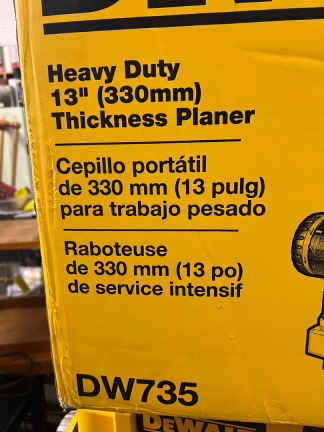 Heavy Duty
13" (330mm)
Thickness Planer
Cepillo portátil
de 330 mm (13 pulg)
para trabajo pesado
Raboteuse
de 330 mm (13 po)
de service intensif
DW735
DEWALT